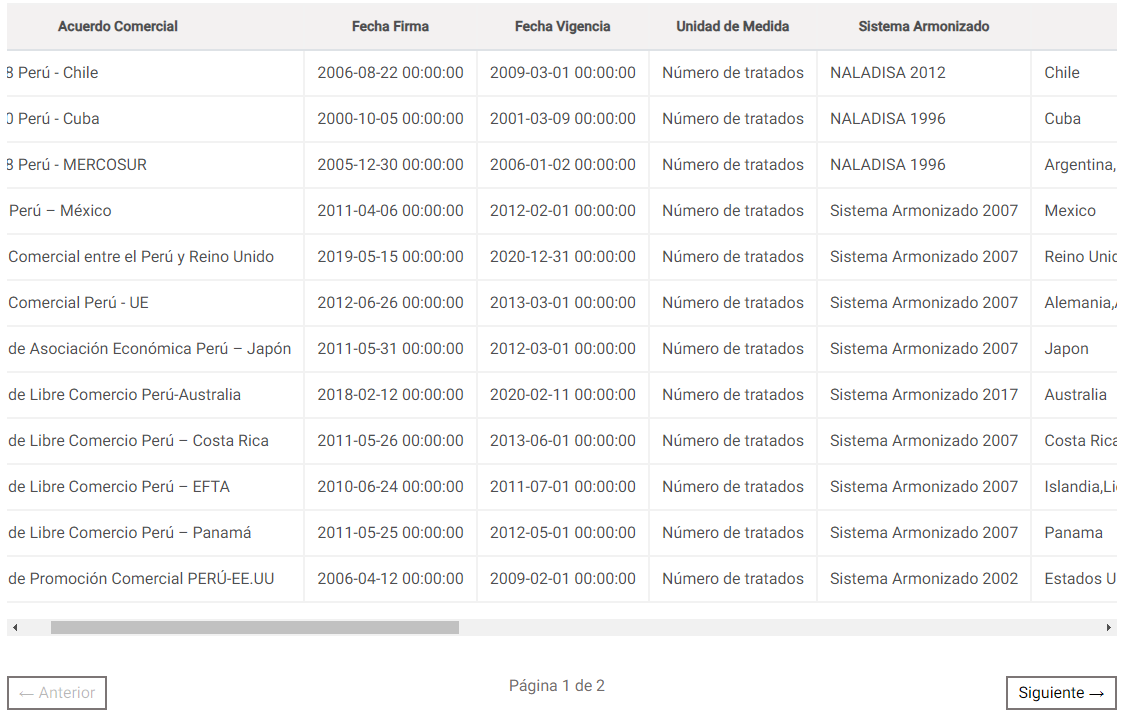 Acuerdo Comercial Fecha Firma Fecha Vigencia Unidad de Medida Sistema Armonizado
8 Perú - Chile 2006-08-22 00:00:00 2009-03-01 00:00:00 Número de tratados NALADISA 2012 Chile
0 Perú - Cuba 2000-10-05 00:00:00 2001-03-09 00:00:00 Número de tratados NALADISA 1996 Cuba
8 Perú - MERCOSUR 2005-12-30 00:00:00 2006-01-02 00:00:00 Número de tratados NALADISA 1996 Argentina,
Perú – México 2011-04-06 00:00:00 2012-02-01 00:00:00 Número de tratados Sistema Armonizado 2007 Mexico
Comercial entre el Perú y Reino Unido 2019-05-15 00:00:00 2020-12-31 00:00:00 Número de tratados Sistema Armonizado 2007 Reino Unid
Comercial Perú - UE 2012-06-26 00:00:00 2013-03-01 00:00:00 Número de tratados Sistema Armonizado 2007 Alemania,
de Asociación Económica Perú – Japón 2011-05-31 00:00:00 2012-03-01 00:00:00 Número de tratados Sistema Armonizado 2007 Japon
de Libre Comercio Perú-Australia 2018-02-12 00:00:00 2020-02-11 00:00:00 Número de tratados Sistema Armonizado 2017 Australia
de Libre Comercio Perú – Costa Rica 2011-05-26 00:00:00 2013-06-01 00:00:00 Número de tratados Sistema Armonizado 2007 Costa Rica
de Libre Comercio Perú – EFTA 2010-06-24 00:00:00 2011-07-01 00:00:00 Número de tratados Sistema Armonizado 2007 Islandia,Li
de Libre Comercio Perú – Panamá 2011-05-25 00:00:00 2012-05-01 00:00:00 Número de tratados Sistema Armonizado 2007 Panama
de Promoción Comercial PERÚ-EE.UU 2006-04-12 00:00:00 2009-02-01 00:00:00 Número de tratados Sistema Armonizado 2002 Estados U
← Anterior Página 1 de 2 Siguiente →